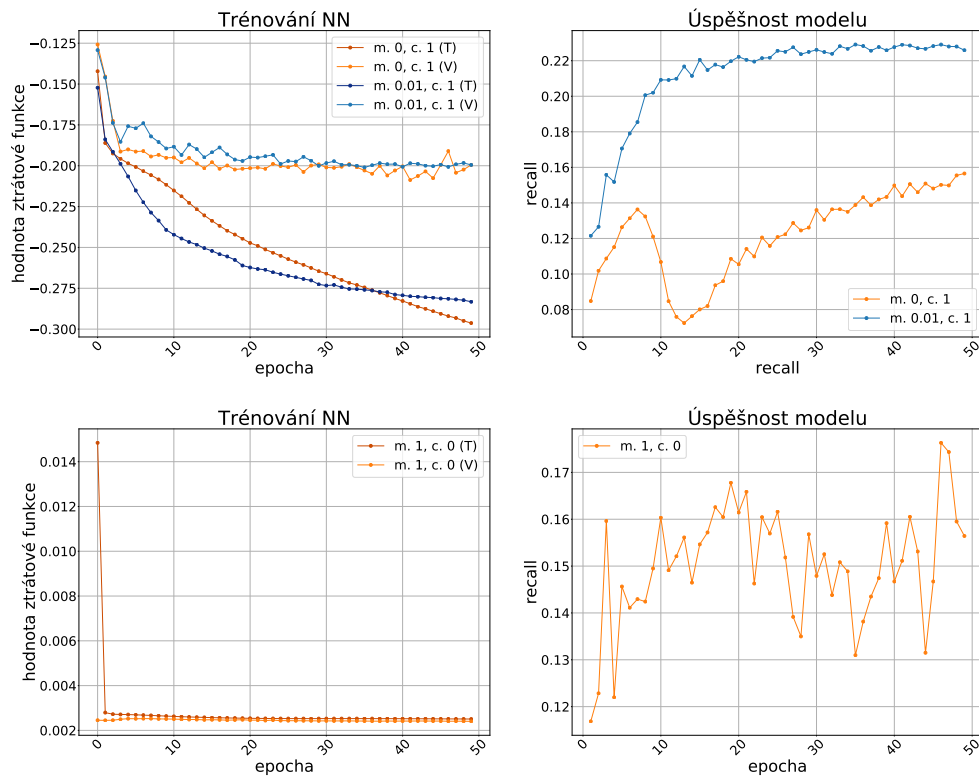 Trénování NN
−0.125
−0.150
−0.175
−0.200
−0.225
−0.250
−0.275
−0.300
hodnota ztrátové funkce
m. 0, c. 1 (T)
m. 0, c. 1 (V)
m. 0.01, c. 1 (T)
m. 0.01, c. 1 (V)
0
10
20
30
40
50
epocha
Úspěšnost modelu
0.22
0.20
0.18
0.16
0.14
0.12
0.10
0.08
recall
m. 0, c. 1
m. 0.01, c. 1
0
10
20
30
40
50
recall
Trénování NN
0.014
0.012
0.010
0.008
0.006
0.004
0.002
hodnota ztrátové funkce
m. 1, c. 0 (T)
m. 1, c. 0 (V)
0
10
20
30
40
50
epocha
Úspěšnost modelu
0.17
0.16
0.15
0.14
0.13
0.12
recall
m. 1, c. 0
0
10
20
30
40
50
epocha